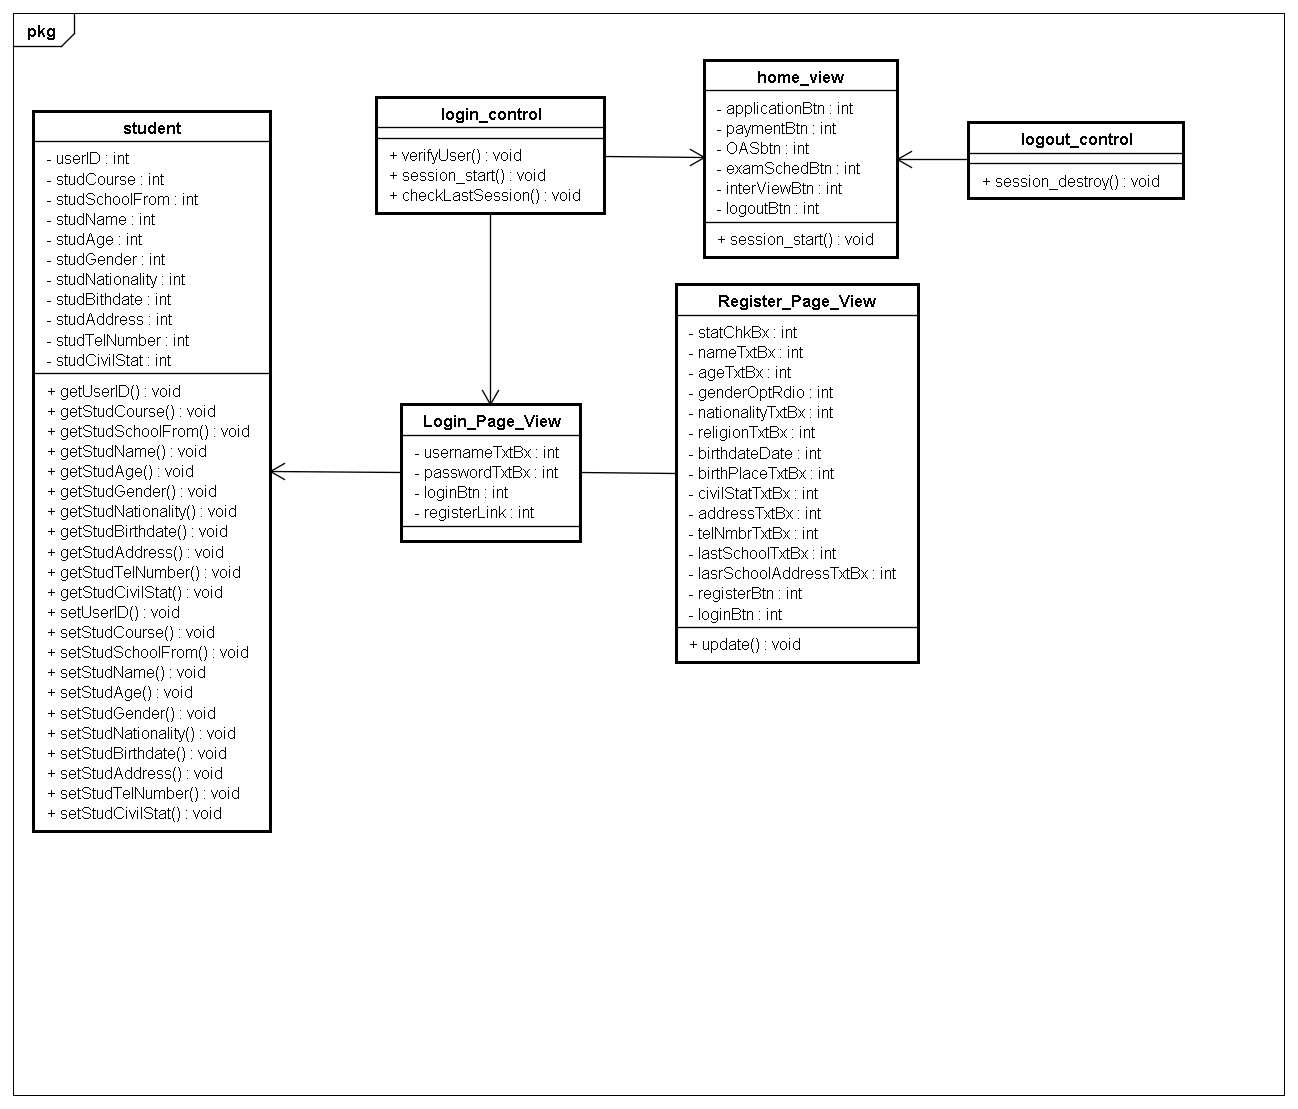 pkg
student
- userID : int
- studCourse : int
- studSchoolFrom : int
- studName : int
- studAge : int
- studGender : int
- studNationality : int
- studBithdate : int
- studAddress : int
- studTelNumber : int
- studCivilStat : int
+ getUserID() : void
+ getStudCourse() : void
+ getStudSchoolFrom() : void
+ getStudName() : void
+ getStudAge() : void
+ getStudGender() : void
+ getStudNationality() : void
+ getStudBirthdate() : void
+ getStudAddress() : void
+ getStudTelNumber() : void
+ getStudCivilStat() : void
+ setUserID() : void
+ setStudCourse() : void
+ setStudSchoolFrom() : void
+ setStudName() : void
+ setStudAge() : void
+ setStudGender() : void
+ setStudNationality() : void
+ setStudBirthdate() : void
+ setStudAddress() : void
+ setStudTelNumber() : void
+ setStudCivilStat() : void
login_control
+ verifyUser() : void
+ session_start() : void
+ checkLastSession() : void
home_view
- applicationBtn : int
- paymentBtn : int
- OASbtn : int
- examSchedBtn : int
- interViewBtn : int
- logoutBtn : int
+ session_start() : void
logout_control
+ session_destroy() : void
Login_Page_View
- usernameTxtBx : int
- passwordTxtBx : int
- loginBtn : int
- registerLink : int
Register_Page_View
- statChkBx : int
- nameTxtBx : int
- ageTxtBx : int
- genderOptRdio : int
- nationalityTxtBx : int
- religionTxtBx : int
- birthdateDate : int
- birthPlaceTxtBx : int
- civilStatTxtBx : int
- addressTxtBx : int
- telNmbrTxtBx : int
- lastSchoolTxtBx : int
- lasrSchoolAddressTxtBx : int
- registerBtn : int
- loginBtn : int
+ update() : void